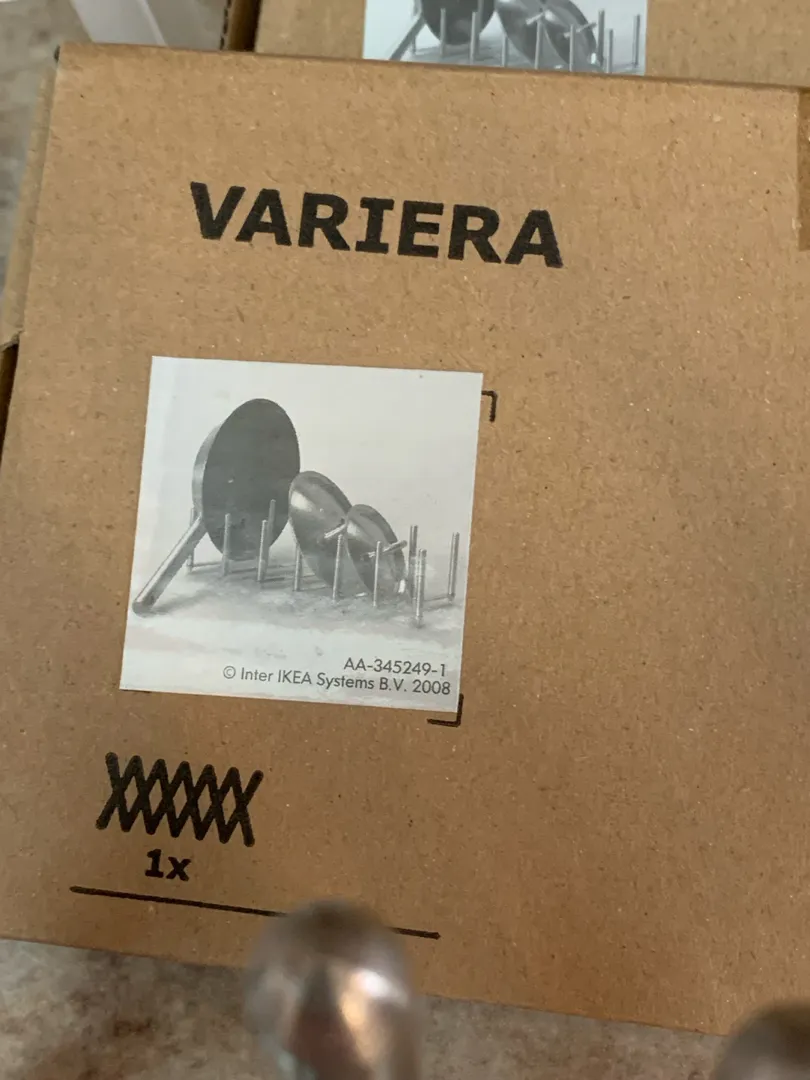 VARIERA
AA-345249-1
© Inter IKEA Systems B.V. 2008
1x